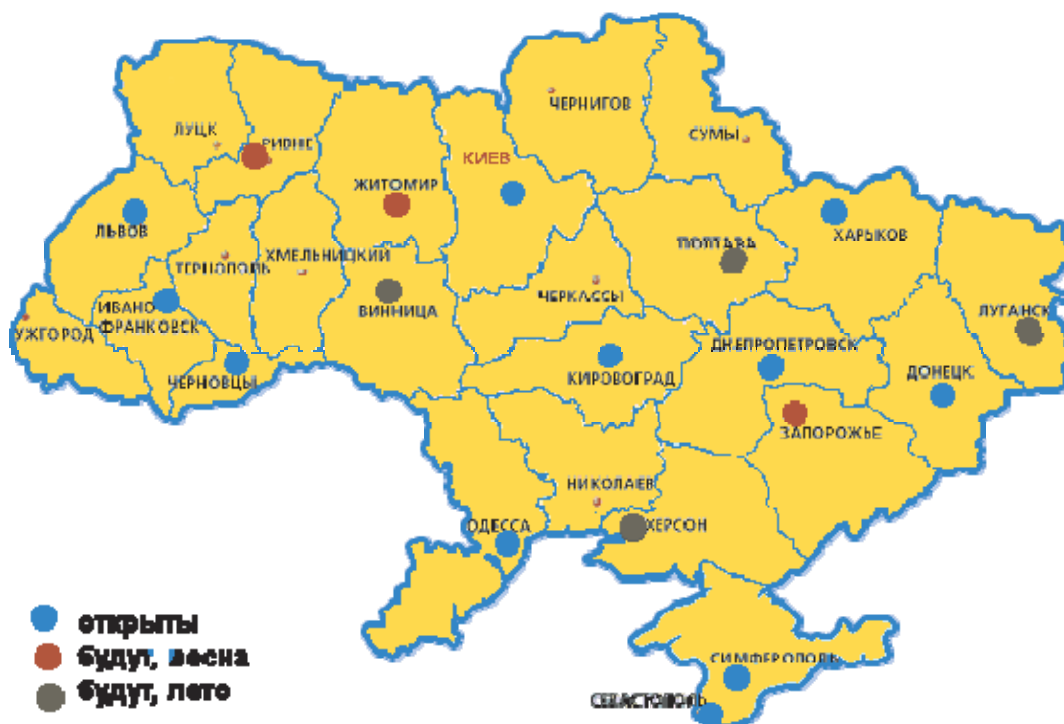 ЧЕРНИГОВ
ЛУЦК
СУМЫ
РИВНЕ
КИЕВ
ЖИТОМИР
ЛЬВОВ
ХАРЬКОВ
ПОЛТАВА
ХМЕЛЬНИЦКИЙ
ТЕРНОПОЛЬ
ЧЕРКАССЫ
ИВАНО
ФРАНКОВСК
ВИННИЦА
ЛУГАНСК
УЖГОРОД
ДНЕПРОПЕТРОВСК
ДОНЕЦК
КИРОВОГРАД
ЧЕРНОВЦЫ
ЗАПОРОЖЬЕ
НИКОЛАЕВ
ОДЕССА
ХЕРСОН
открыты
будут, весна
будут, лето
СИМФЕРОПОЛЬ
СЕВАСТОПОЛЬ